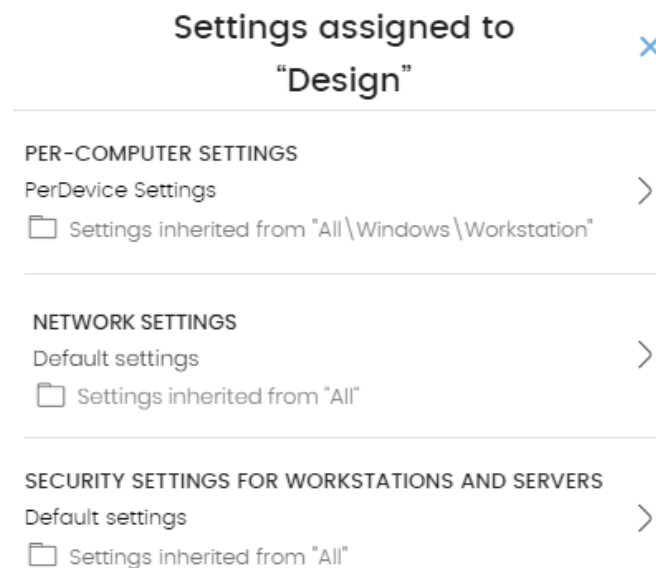 Settings assigned to
“Design”
PER-COMPUTER SETTINGS
PerDevice Settings
Settings inherited from "All\Windows\Workstation"
NETWORK SETTINGS
Default settings
Settings inherited from "All"
SECURITY SETTINGS FOR WORKSTATIONS AND SERVERS
Default settings
Settings inherited from "All"